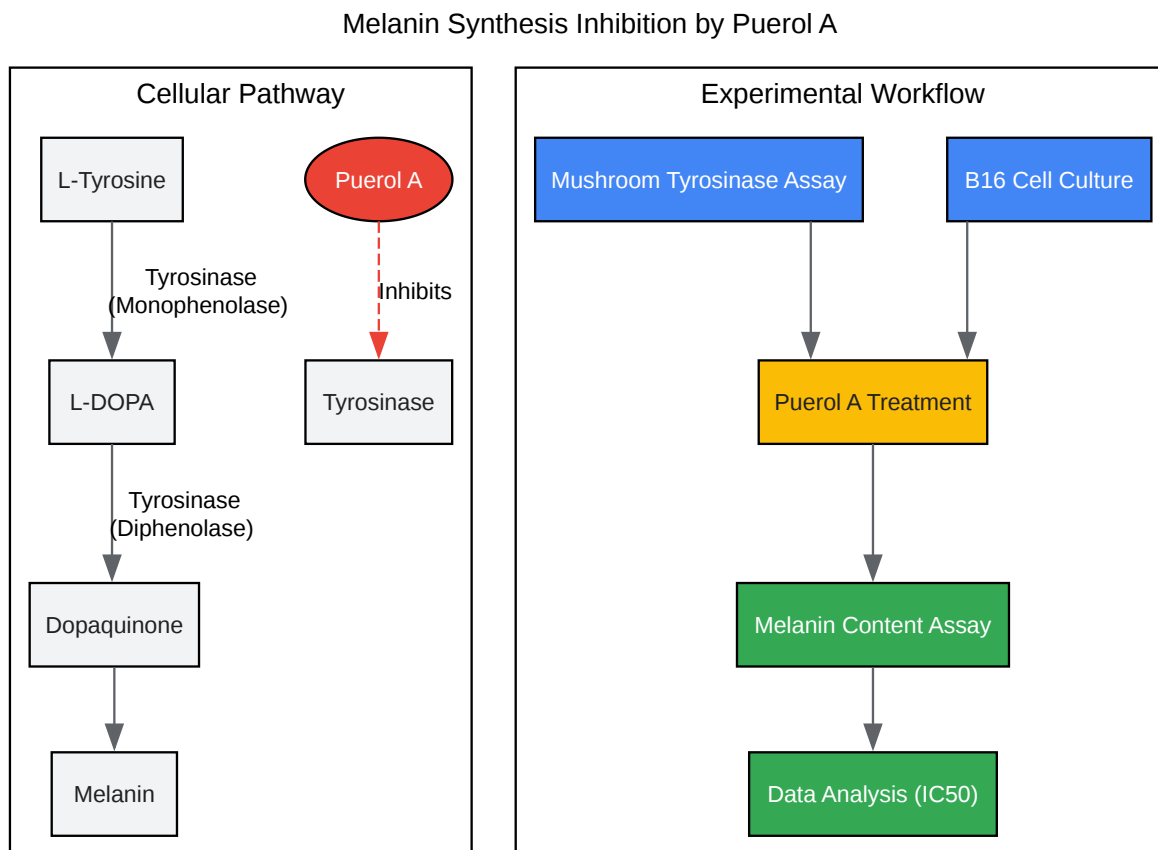 Melanin Synthesis Inhibition by Puerol A
Cellular Pathway
L-Tyrosine
Puerol A
Tyrosinase
(Monophenolase)
Inhibits
L-DOPA
Tyrosinase
Tyrosinase
(Diphenolase)
Dopaquinone
Melanin
Experimental Workflow
Mushroom Tyrosinase Assay
B16 Cell Culture
Puerol A Treatment
Melanin Content Assay
Data Analysis (IC50)